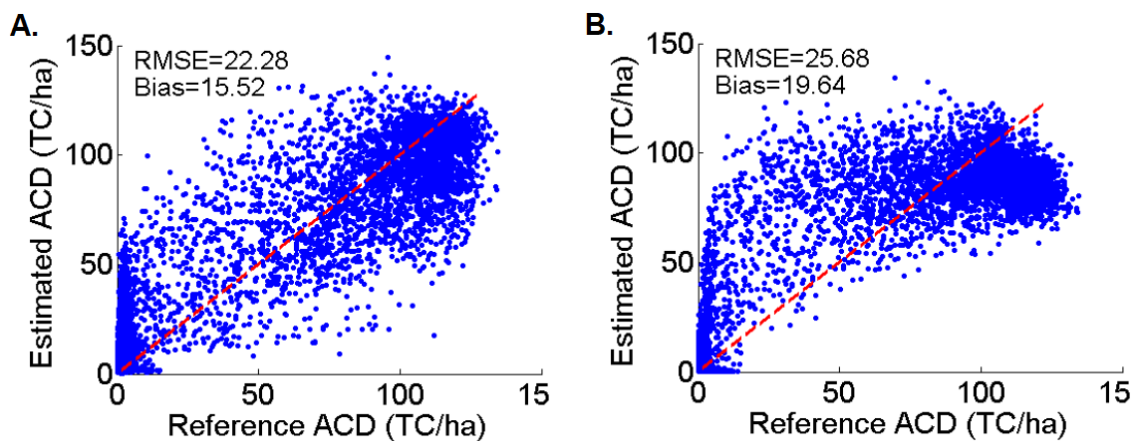 A.
150
RMSE=22.28
Bias=15.52
100
50
0
Estimated ACD (TC/ha)
0 50 100 15
Reference ACD (TC/ha)
B.
150
RMSE=25.68
Bias=19.64
100
50
0
Estimated ACD (TC/ha)
0 50 100 15
Reference ACD (TC/ha)